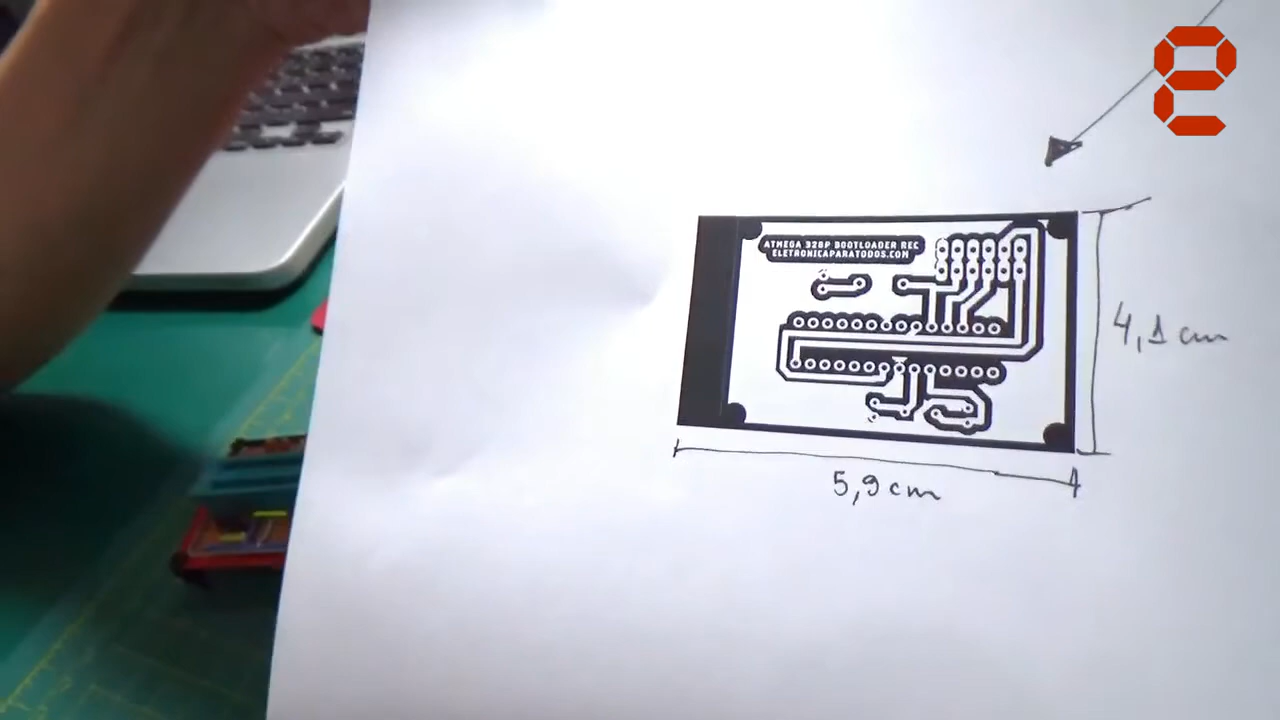 e
ATMEGA 328P BOOTLOADER REC
ELETRONICAPARATODOS.COM
4,1 cm
5,9 cm